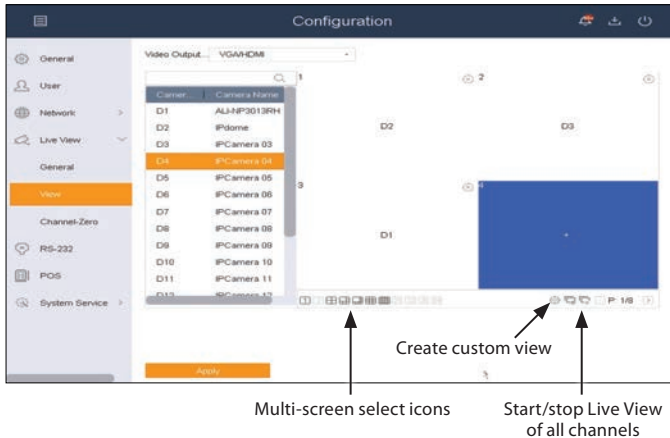 Configuration
General
User
Network >
Live View
General
View
Channel-Zero
RS-232
POS
System Service >
Video Output... VGA/HDMI
Camer... Camera Name
D1 ALI-NP3013RH
D2 IPdome
D3 IPCamera 03
D4 IPCamera 04
D5 IPCamera 05
D6 IPCamera 06
D7 IPCamera 07
D8 IPCamera 08
D9 IPCamera 09
D10 IPCamera 10
D11 IPCamera 11
D12 IPCamera 12
1
D2
2
D3
3
D1
4
P: 1/8
Apply
Create custom view
Multi-screen select icons
Start/stop Live View
of all channels